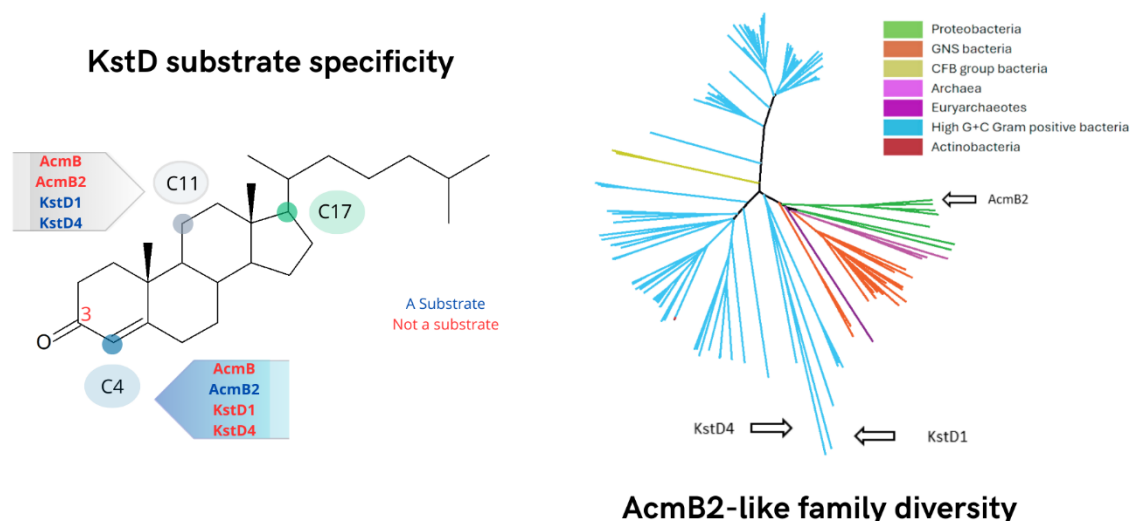 KstD substrate specificity
AcmB
AcmB2
KstD1
KstD4
C11
C17
3
O
A Substrate
Not a substrate
C4
AcmB
AcmB2
KstD1
KstD4
Proteobacteria
GNS bacteria
CFB group bacteria
Archaea
Euryarchaeotes
High G+C Gram positive bacteria
Actinobacteria
AcmB2
KstD4
KstD1
AcmB2-like family diversity